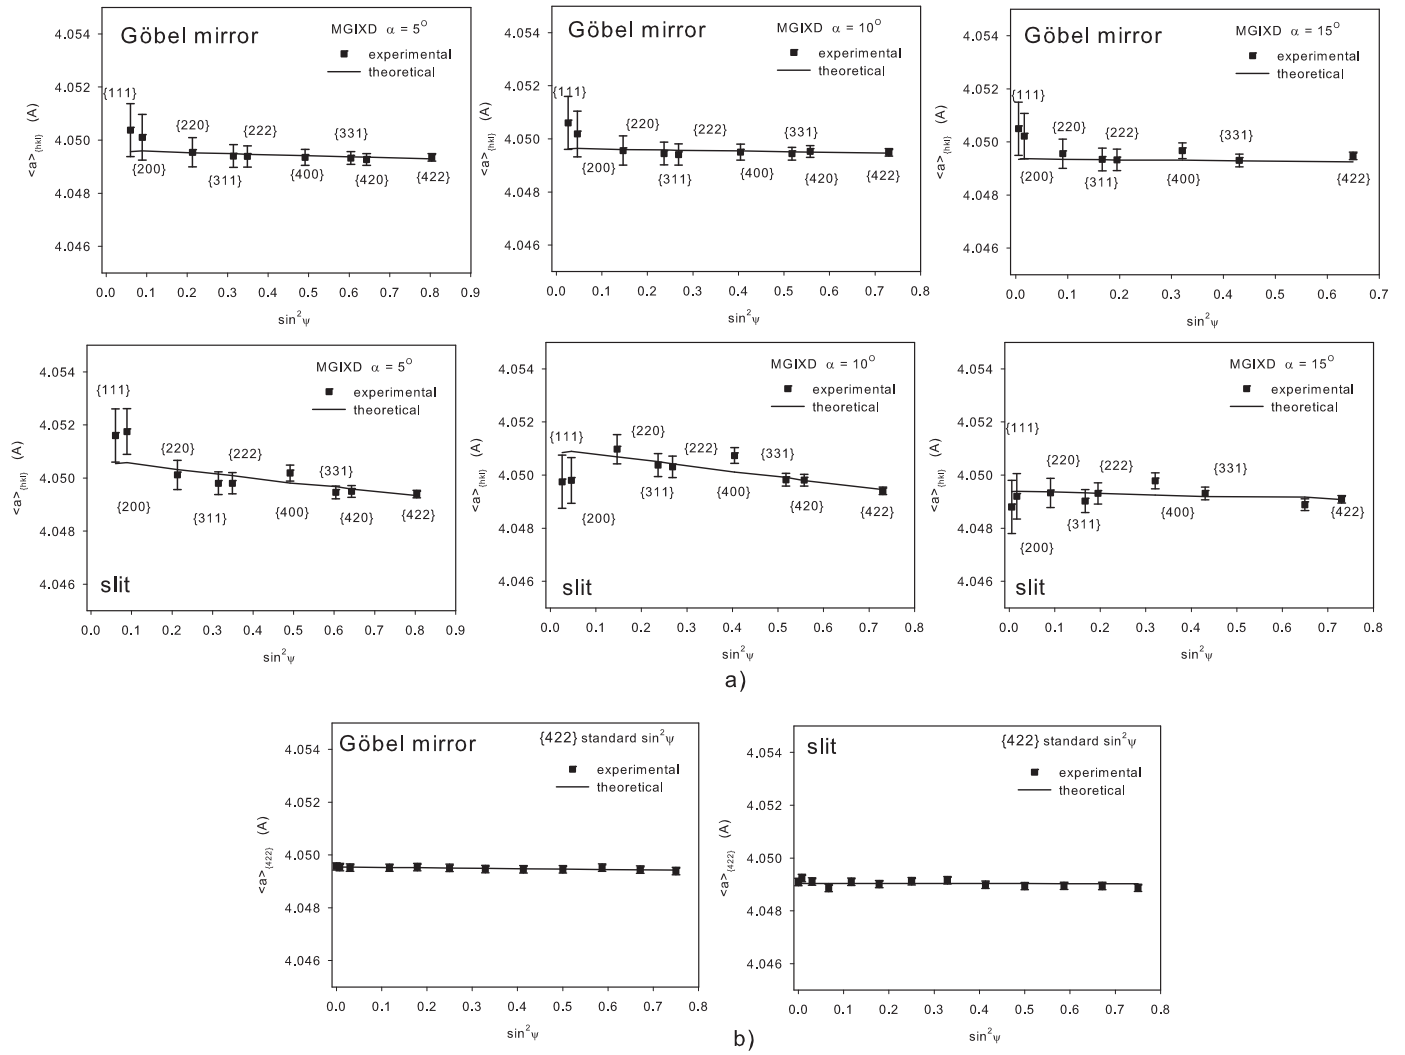 Göbel mirror
MGIXD α = 5°
experimental
theoretical
{111} {220} {222} {331}
{200} {311} {400} {420} {422}
<a>{hkl} (A)
4.054
4.052
4.050
4.048
4.046
0.0 0.1 0.2 0.3 0.4 0.5 0.6 0.7 0.8 0.9
sin²ψ
Göbel mirror
MGIXD α = 10°
experimental
theoretical
{111} {220} {222} {331}
{200} {311} {400} {420} {422}
<a>{hkl} (A)
4.054
4.052
4.050
4.048
4.046
0.0 0.1 0.2 0.3 0.4 0.5 0.6 0.7 0.8
sin²ψ
Göbel mirror
MGIXD α = 15°
experimental
theoretical
{111} {220} {222} {331}
{200} {311} {400} {422}
<a>{hkl} (A)
4.054
4.052
4.050
4.048
4.046
0.0 0.1 0.2 0.3 0.4 0.5 0.6 0.7
sin²ψ
MGIXD α = 5°
experimental
theoretical
{111} {220} {222} {331}
{200} {311} {400} {420} {422}
slit
<a>{hkl} (A)
4.054
4.052
4.050
4.048
4.046
0.0 0.1 0.2 0.3 0.4 0.5 0.6 0.7 0.8 0.9
sin²ψ
MGIXD α = 10°
experimental
theoretical
{111} {220} {222} {331}
{200} {311} {400} {420} {422}
slit
<a>{hkl} (A)
4.054
4.052
4.050
4.048
4.046
0.0 0.1 0.2 0.3 0.4 0.5 0.6 0.7 0.8
sin²ψ
MGIXD α = 15°
experimental
theoretical
{111} {220} {222} {331}
{200} {311} {400} {422}
slit
<a>{hkl} (A)
4.054
4.052
4.050
4.048
4.046
0.0 0.1 0.2 0.3 0.4 0.5 0.6 0.7 0.8
sin²ψ
a)
Göbel mirror
{422} standard sin²ψ
experimental
theoretical
<a>{422} (A)
4.054
4.052
4.050
4.048
4.046
0.0 0.1 0.2 0.3 0.4 0.5 0.6 0.7 0.8
sin²ψ
slit
{422} standard sin²ψ
experimental
theoretical
<a>{422} (A)
4.054
4.052
4.050
4.048
4.046
0.0 0.1 0.2 0.3 0.4 0.5 0.6 0.7 0.8
sin²ψ
b)